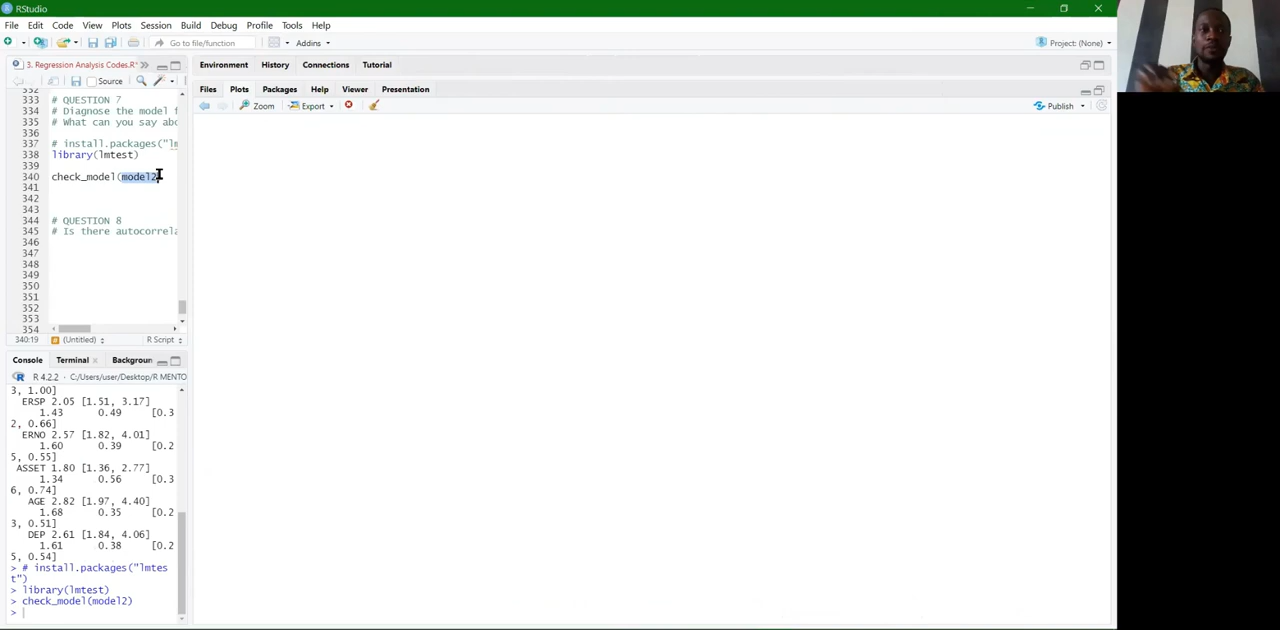 RStudio
File Edit Code View Plots Session Build Debug Profile Tools Help
Go to file/function
Addins
Project: (None)
3. Regression Analysis Codes.R*
Source
332
333 # QUESTION 7
334 # Diagnose the model f
335 # What can you say abo
336
337 # install.packages("lm
338 library(lmtest)
339
340 check_model(model2
341
342
343
344 # QUESTION 8
345 # Is there autocorrela
346
347
348
349
350
351
352
353
354
340:19 (Untitled) R Script
Console Terminal Backgroun
R 4.2.2 · C:/Users/user/Desktop/R MENTO
3, 1.00]
ERSP 2.05 [1.51, 3.17]
1.43 0.49 [0.3
2, 0.66]
ERNO 2.57 [1.82, 4.01]
1.60 0.39 [0.2
5, 0.55]
ASSET 1.80 [1.36, 2.77]
1.34 0.56 [0.3
6, 0.74]
AGE 2.82 [1.97, 4.40]
1.68 0.35 [0.2
3, 0.51]
DEP 2.61 [1.84, 4.06]
1.61 0.38 [0.2
5, 0.54]
> # install.packages("lmtes
t")
> library(lmtest)
> check_model(model2)
>
Environment History Connections Tutorial
Files Plots Packages Help Viewer Presentation
Zoom Export Publish